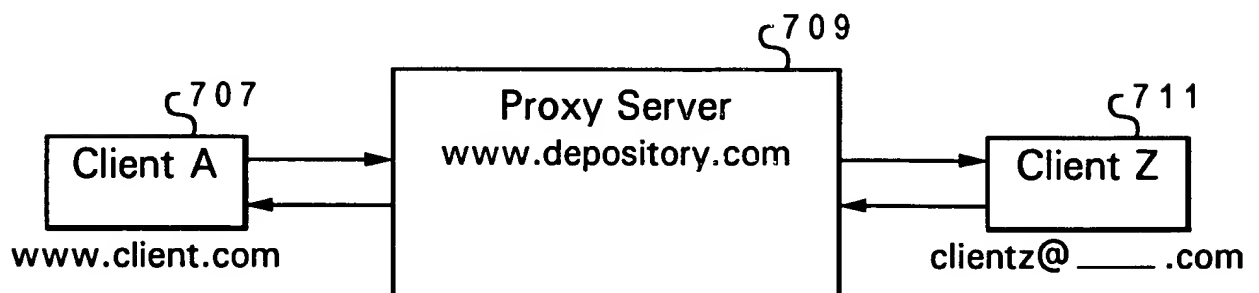 709
707
711
Proxy Server
www.depository.com
Client A
Client Z
www.client.com
clientz@ ____ .com